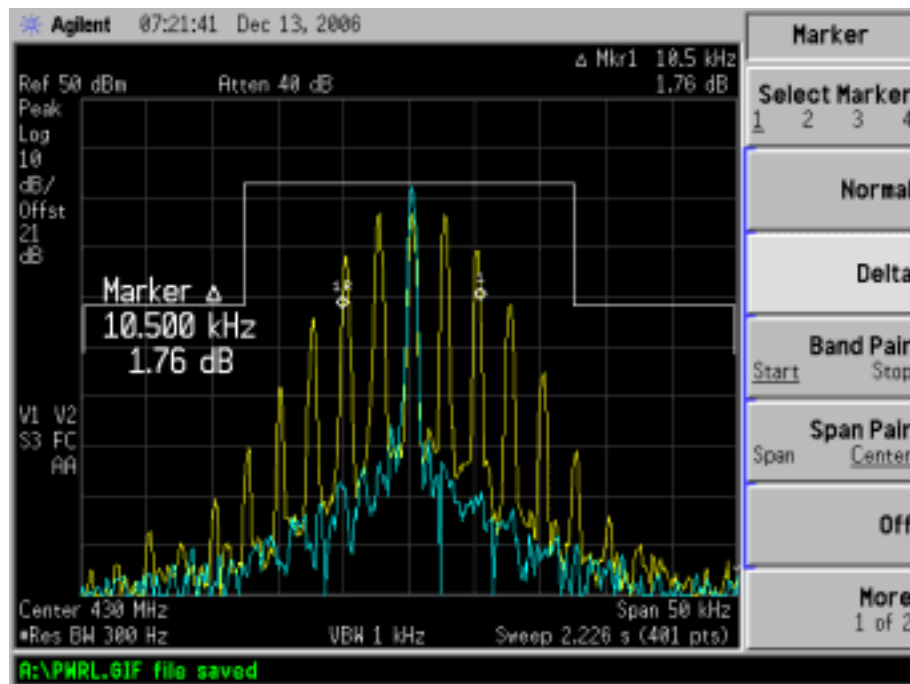 Agilent 07:21:41 Dec 13, 2006
Δ Mkr1 10.5 kHz
Ref 50 dBm Atten 40 dB 1.76 dB
Peak
Log
10
dB/
Offst
21
dB
Marker Δ
10.500 kHz
1.76 dB
V1 V2
S3 FC
AA
1R
1
Center 430 MHz Span 50 kHz
*Res BW 300 Hz VBW 1 kHz Sweep 2.226 s (401 pts)
A:\PWRL.GIF file saved
Marker
Select Marker
1 2 3 4
Normal
Delta
Band Pair
Start Stop
Span Pair
Span Center
Off
More
1 of 2